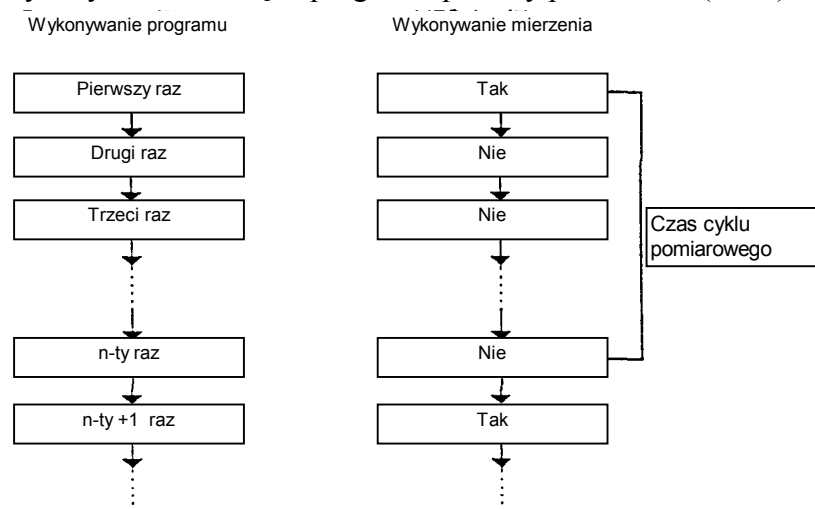 Wykonywanie programu
Wykonywanie mierzenia
Pierwszy raz
Tak
Drugi raz
Nie
Trzeci raz
Nie
Czas cyklu
pomiarowego
n-ty raz
Nie
n-ty +1 raz
Tak